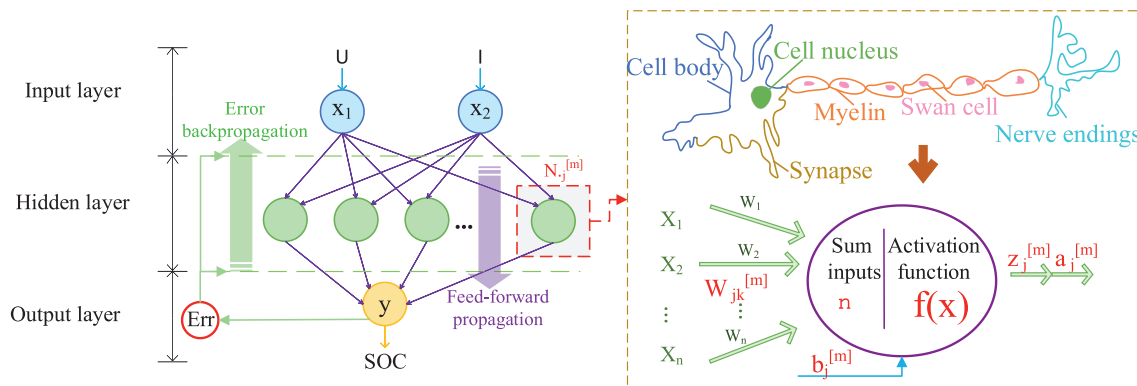 U
I
Input layer
x1
x2
Error
backpropagation
Hidden layer
N.j[m]
...
Feed-forward
propagation
Output layer
Err
y
SOC
Cell nucleus
Cell body
Myelin
Swan cell
Nerve endings
Synapse
X1
W1
X2
W2
Wjk[m]
...
...
Xn
Wn
Sum
inputs
n
Activation
function
f(x)
zj[m] aj[m]
bj[m]